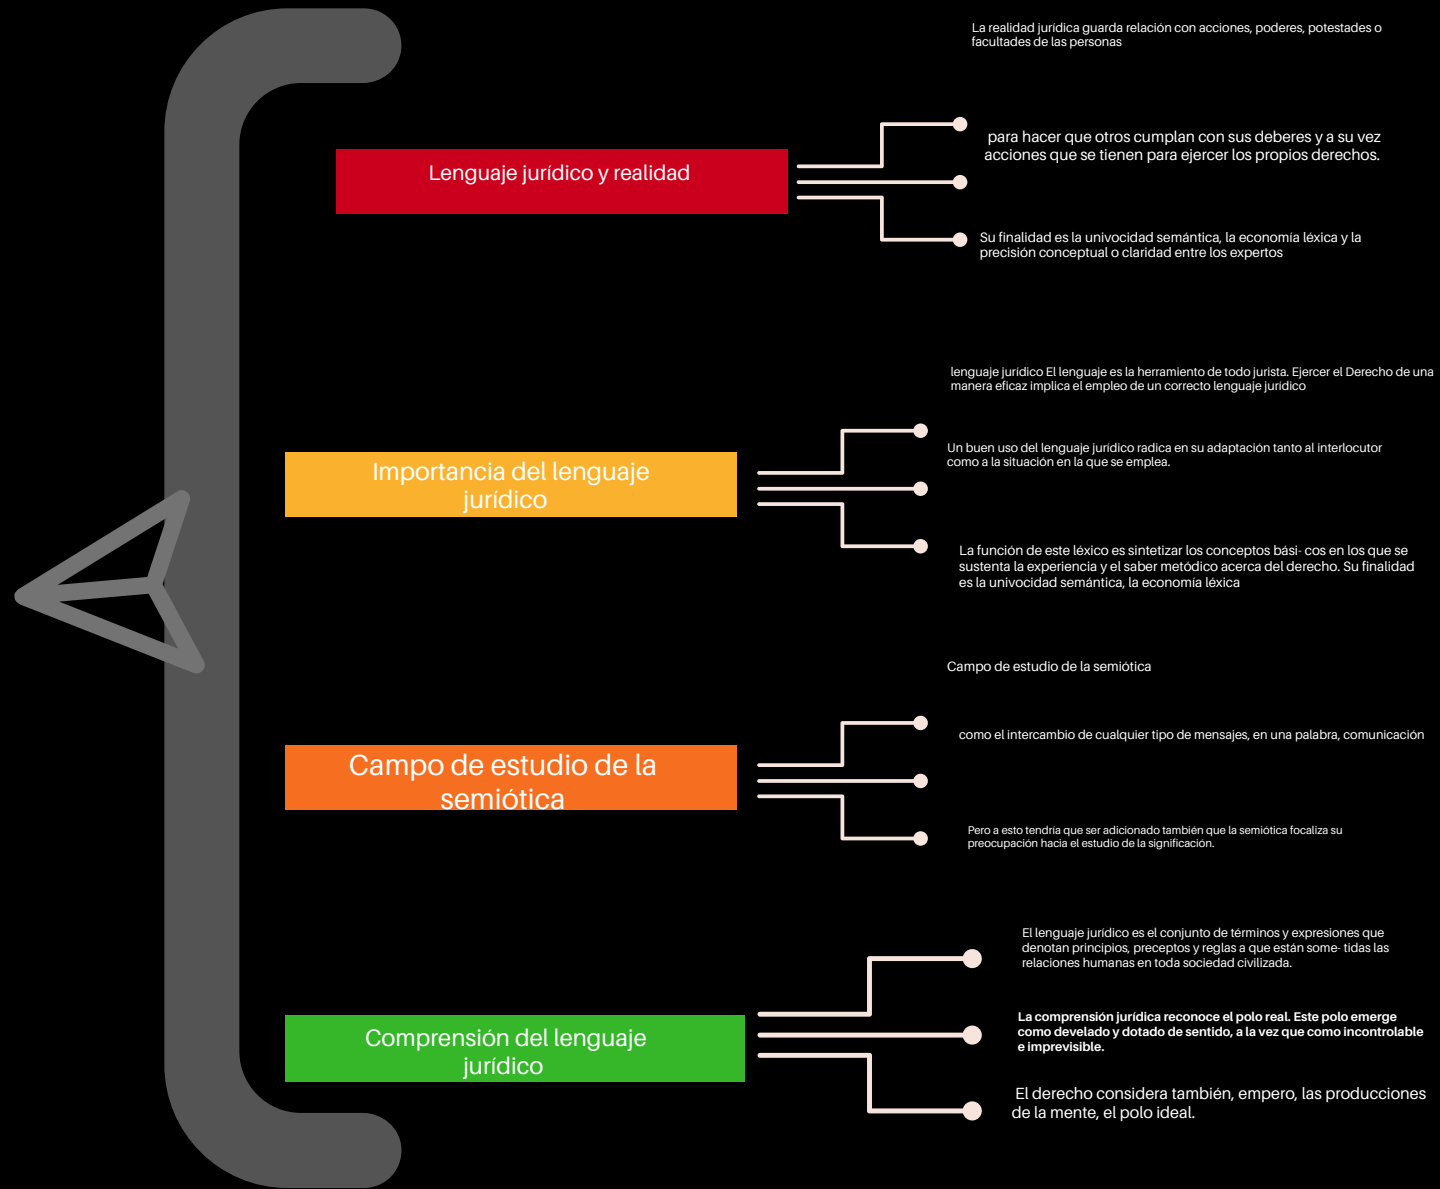 La realidad jurídica guarda relación con acciones, poderes, potestades o
facultades de las personas
Lenguaje jurídico y realidad
para hacer que otros cumplan con sus deberes y a su vez
acciones que se tienen para ejercer los propios derechos.
Su finalidad es la univocidad semántica, la economía léxica y la
precisión conceptual o claridad entre los expertos
lenguaje jurídico El lenguaje es la herramiento de todo jurista. Ejercer el Derecho de una
manera eficaz implica el empleo de un correcto lenguaje jurídico
Importancia del lenguaje
jurídico
Un buen uso del lenguaje jurídico radica en su adaptación tanto al interlocutor
como a la situación en la que se emplea.
La función de este léxico es sintetizar los conceptos bási- cos en los que se
sustenta la experiencia y el saber metódico acerca del derecho. Su finalidad
es la univocidad semántica, la economía léxica
Campo de estudio de la semiótica
Campo de estudio de la
semiótica
como el intercambio de cualquier tipo de mensajes, en una palabra, comunicación
Pero a esto tendría que ser adicionado también que la semiótica focaliza su
preocupación hacia el estudio de la significación.
El lenguaje jurídico es el conjunto de términos y expresiones que
denotan principios, preceptos y reglas a que están some- tidas las
relaciones humanas en toda sociedad civilizada.
Comprensión del lenguaje
jurídico
La comprensión jurídica reconoce el polo real. Este polo emerge
como develado y dotado de sentido, a la vez que como incontrolable
e imprevisible.
El derecho considera también, empero, las producciones
de la mente, el polo ideal.